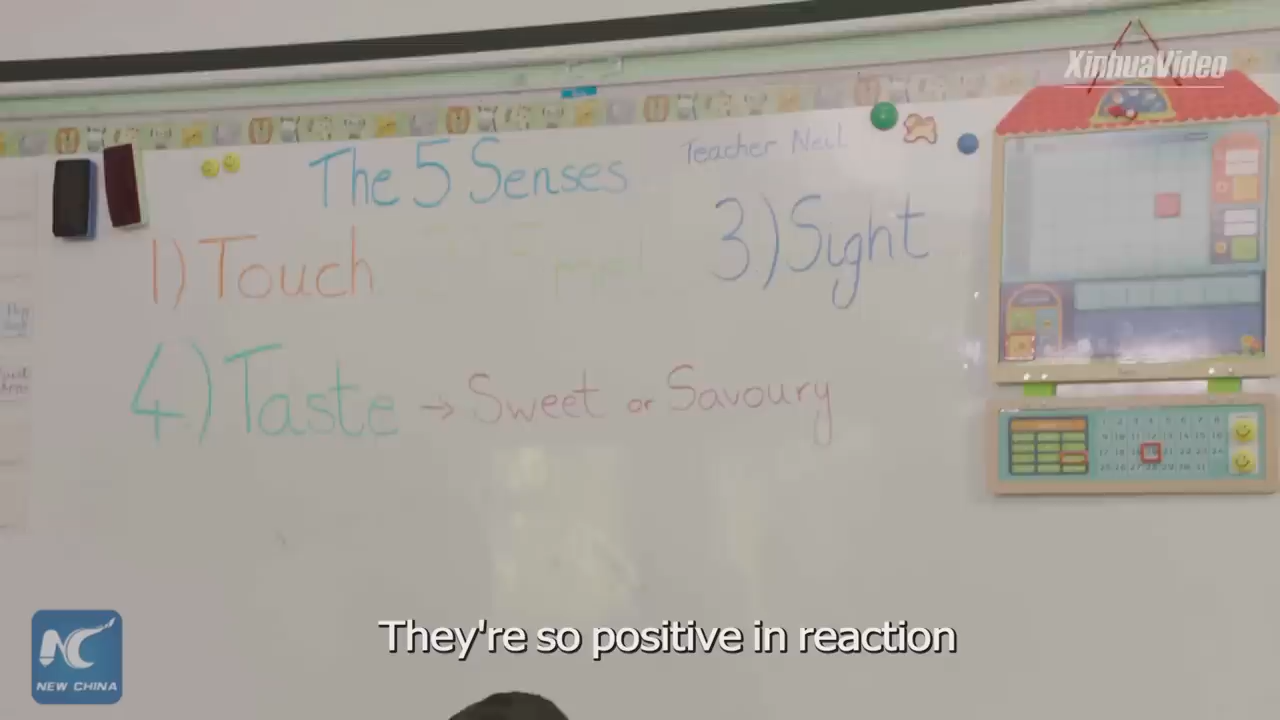 XinhuaVideo
The 5 Senses
Teacher Neil
1) Touch
3) Sight
4) Taste → Sweet or Savoury
They're so positive in reaction
NC
NEW CHINA